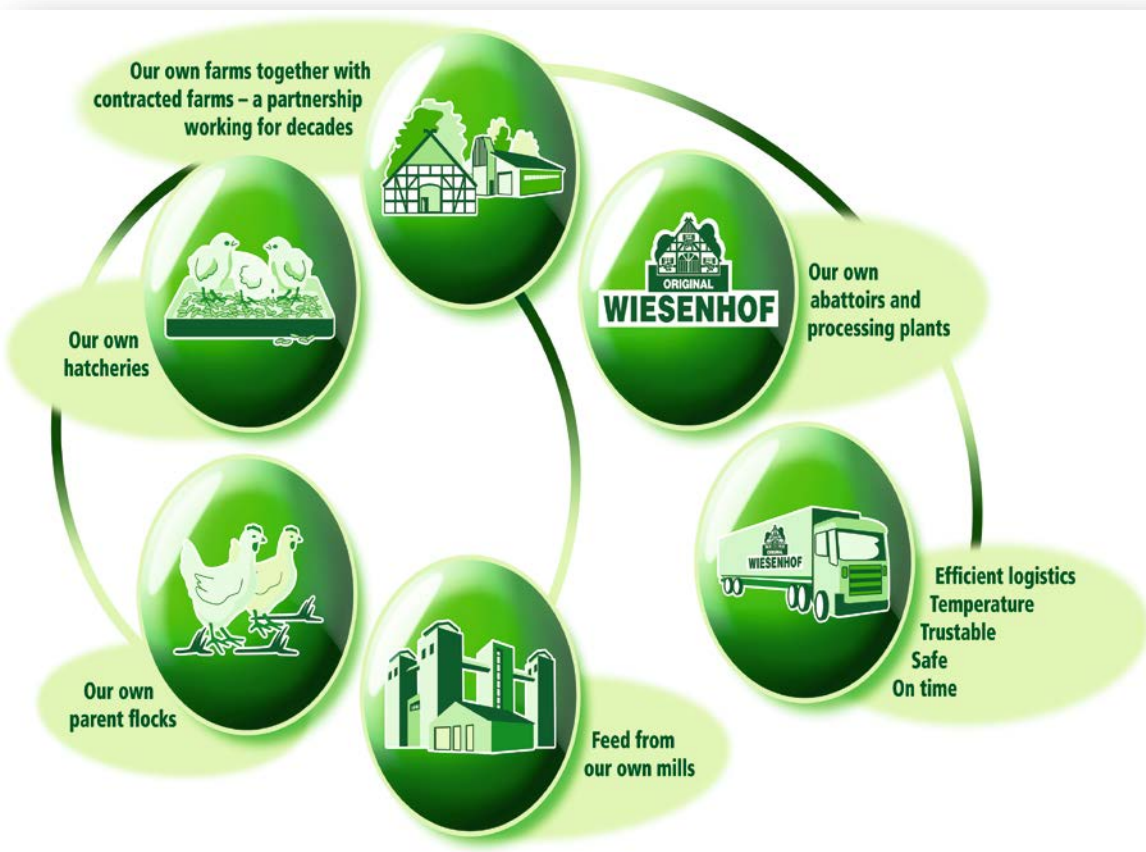 Our own farms together with
contracted farms – a partnership
working for decades
ORIGINAL
WIESENHOF
Our own
abattoirs and
processing plants
Our own
hatcheries
ORIGINAL
WIESENHOF
Efficient logistics
Temperature
Trustable
Safe
On time
Our own
parent flocks
Feed from
our own mills